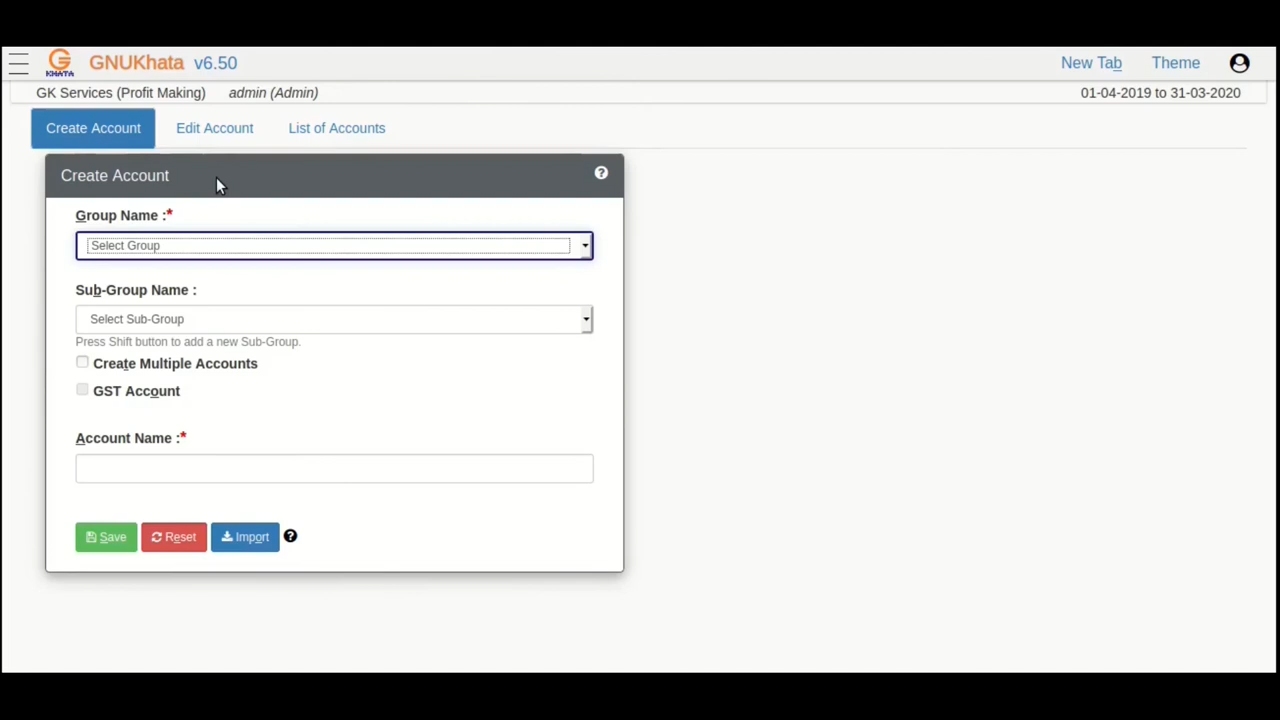 GNUKhata v6.50 New Tab Theme
KHATA
GK Services (Profit Making) admin (Admin) 01-04-2019 to 31-03-2020
Create Account Edit Account List of Accounts
Create Account ?
Group Name :*
Select Group
Sub-Group Name :
Select Sub-Group
Press Shift button to add a new Sub-Group.
Create Multiple Accounts
GST Account
Account Name :*
Save Reset Import ?